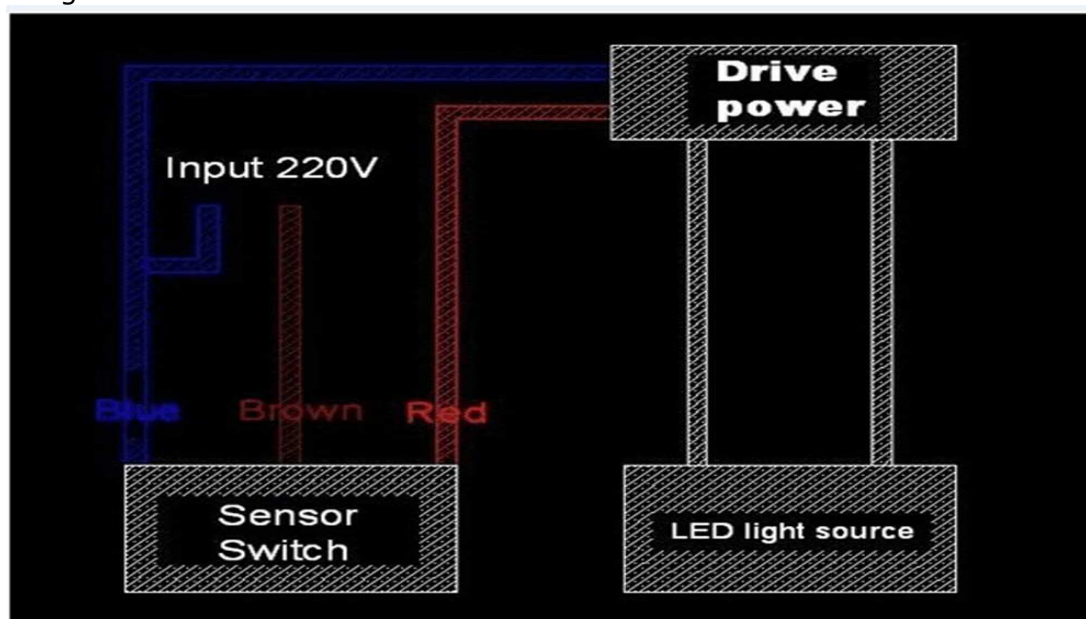 Drive
power
Input 220V
Blue
Brown
Red
Sensor
Switch
LED light source